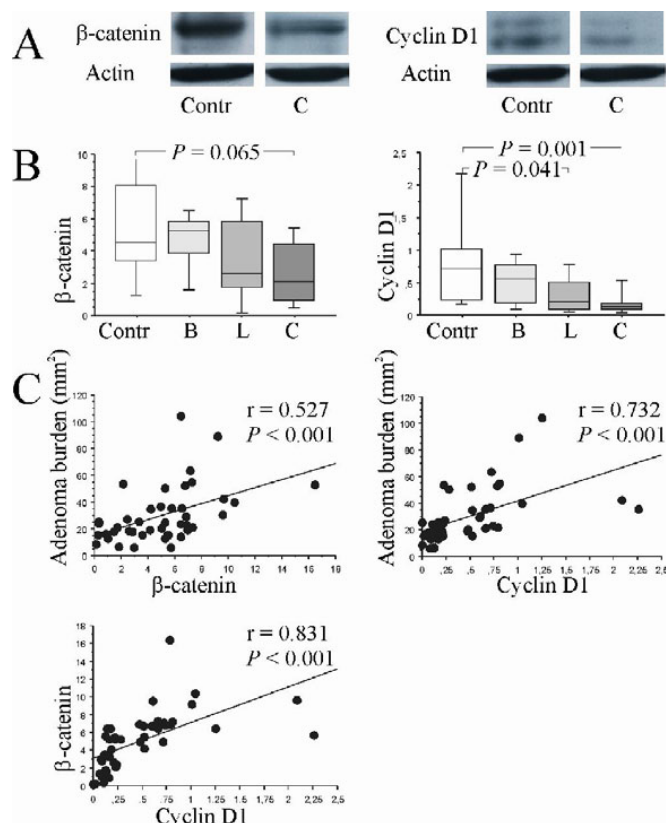 A
β-catenin
Actin
Contr C
Cyclin D1
Actin
Contr C
B
P = 0.065
β-catenin
10
8
6
4
2
0
Contr B L C
P = 0.001
P = 0.041
Cyclin D1
2,5
2
1,5
1
0,5
0
Contr B L C
C
Adenoma burden (mm²)
120
100
80
60
40
20
0
r = 0.527
P < 0.001
0 2 4 6 8 10 12 14 16 18
β-catenin
Adenoma burden (mm²)
120
100
80
60
40
20
0
r = 0.732
P < 0.001
0 ,25 ,5 ,75 1 1,25 1,5 1,75 2 2,25 2,5
Cyclin D1
β-catenin
18
16
14
12
10
8
6
4
2
0
r = 0.831
P < 0.001
0 ,25 ,5 ,75 1 1,25 1,5 1,75 2 2,25 2,5
Cyclin D1